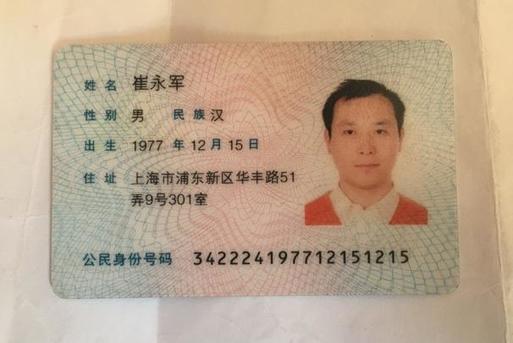 姓名 崔永军
性别 男 民族 汉
出生 1977 年 12 月 15 日
住址 上海市浦东新区华丰路51
弄9号301室
公民身份号码 342224197712151215